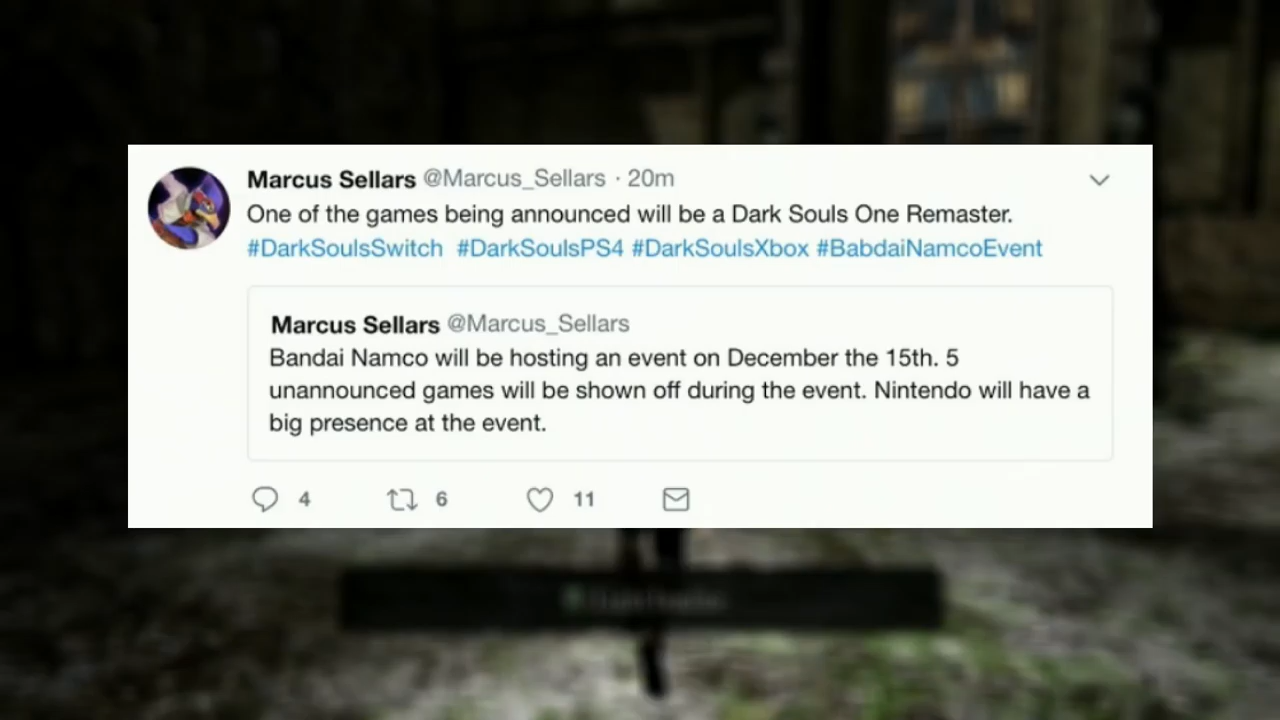 Marcus Sellars @Marcus_Sellars · 20m
One of the games being announced will be a Dark Souls One Remaster.
#DarkSoulsSwitch #DarkSoulsPS4 #DarkSoulsXbox #BabdaiNamcoEvent
Marcus Sellars @Marcus_Sellars
Bandai Namco will be hosting an event on December the 15th. 5
unannounced games will be shown off during the event. Nintendo will have a
big presence at the event.
4 6 11